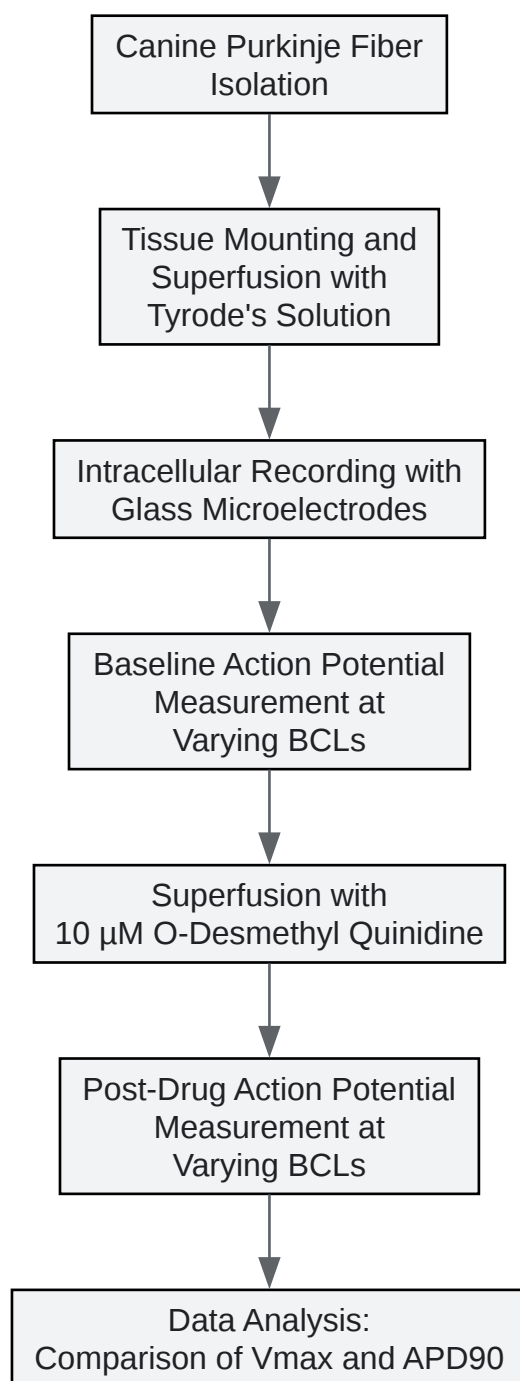 Canine Purkinje Fiber
Isolation
Tissue Mounting and
Superfusion with
Tyrode's Solution
Intracellular Recording with
Glass Microelectrodes
Baseline Action Potential
Measurement at
Varying BCLs
Superfusion with
10 µM O-Desmethyl Quinidine
Post-Drug Action Potential
Measurement at
Varying BCLs
Data Analysis:
Comparison of Vmax and APD90